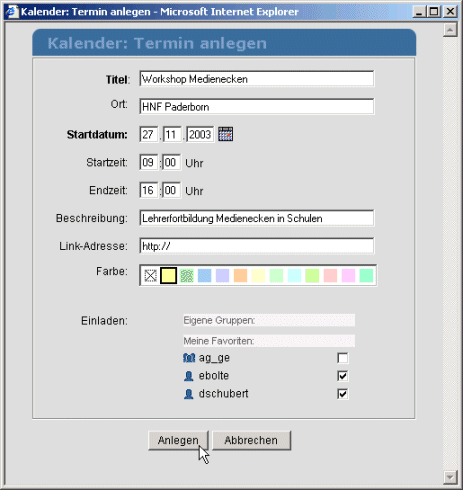 Kalender: Termin anlegen - Microsoft Internet Explorer
Kalender: Termin anlegen
Titel: Workshop Medienecken
Ort: HNF Paderborn
Startdatum: 27 . 11 . 2003
Startzeit: 09 : 00 Uhr
Endzeit: 16 : 00 Uhr
Beschreibung: Lehrerfortbildung Medienecken in Schulen
Link-Adresse: http://
Farbe:
Einladen: Eigene Gruppen:
Meine Favoriten:
ag_ge
ebolte
dschubert
Anlegen Abbrechen